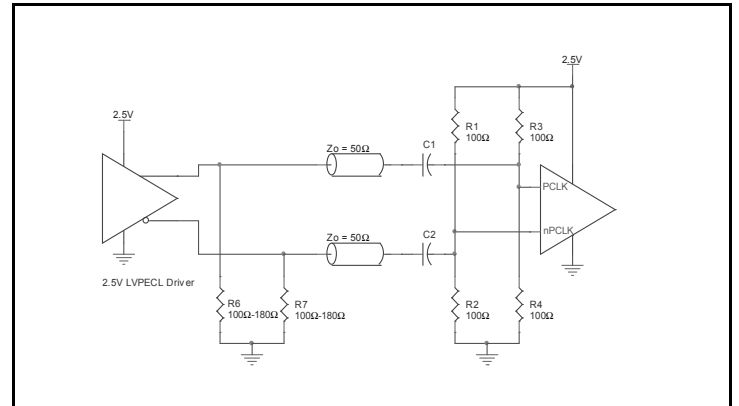 2.5V
2.5V
R1
100Ω
R3
100Ω
C1
Zo = 50Ω
PCLK
nPCLK
C2
Zo = 50Ω
2.5V LVPECL Driver
R6
100Ω-180Ω
R7
100Ω-180Ω
R2
100Ω
R4
100Ω